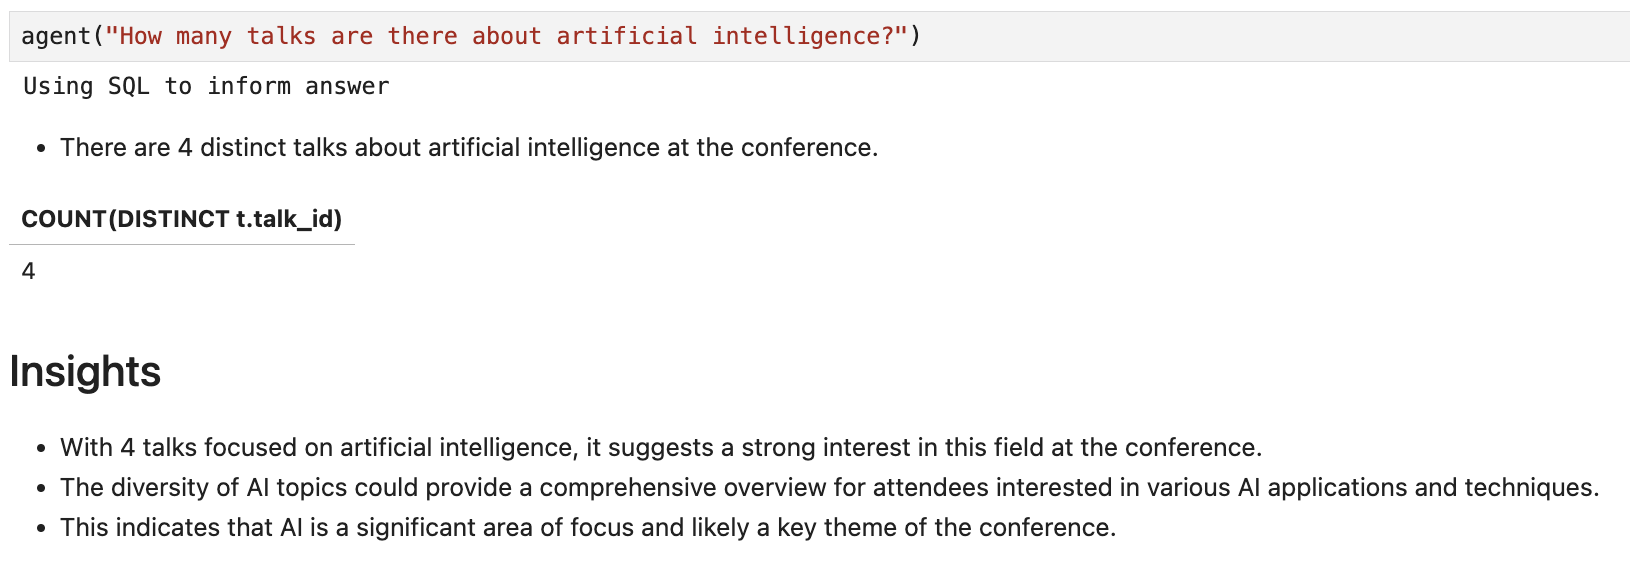 agent("How many talks are there about artificial intelligence?")
Using SQL to inform answer
• There are 4 distinct talks about artificial intelligence at the conference.
COUNT(DISTINCT t.talk_id)
4
Insights
• With 4 talks focused on artificial intelligence, it suggests a strong interest in this field at the conference.
• The diversity of AI topics could provide a comprehensive overview for attendees interested in various AI applications and techniques.
• This indicates that AI is a significant area of focus and likely a key theme of the conference.